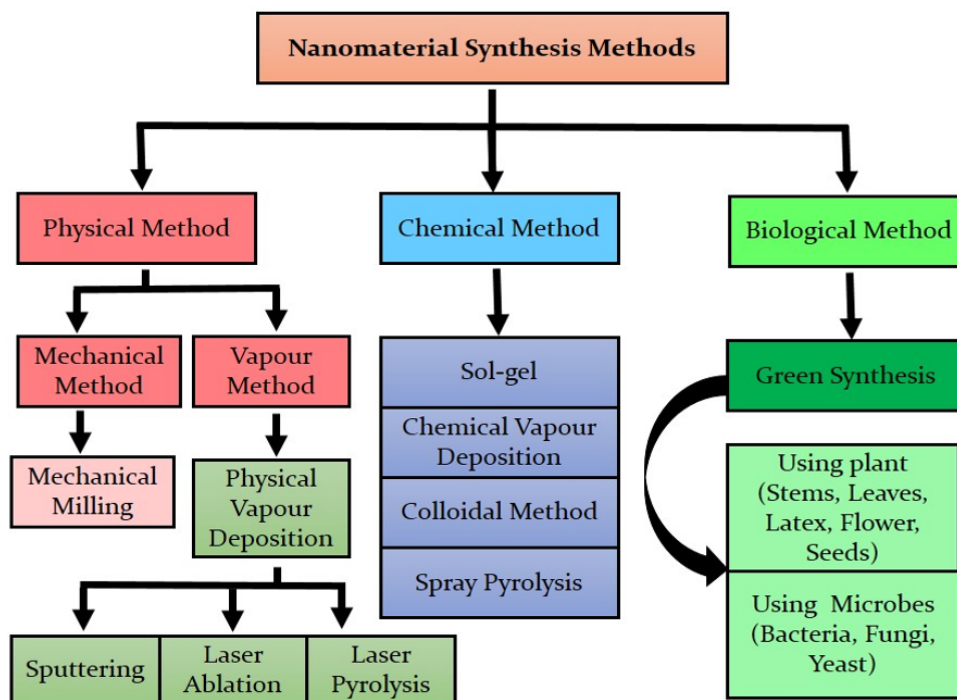 Nanomaterial Synthesis Methods
Physical Method
Chemical Method
Biological Method
Mechanical
Method
Vapour
Method
Mechanical
Milling
Physical
Vapour
Deposition
Sputtering
Laser
Ablation
Laser
Pyrolysis
Sol-gel
Chemical Vapour
Deposition
Colloidal Method
Spray Pyrolysis
Green Synthesis
Using plant
(Stems, Leaves,
Latex, Flower,
Seeds)
Using Microbes
(Bacteria, Fungi,
Yeast)